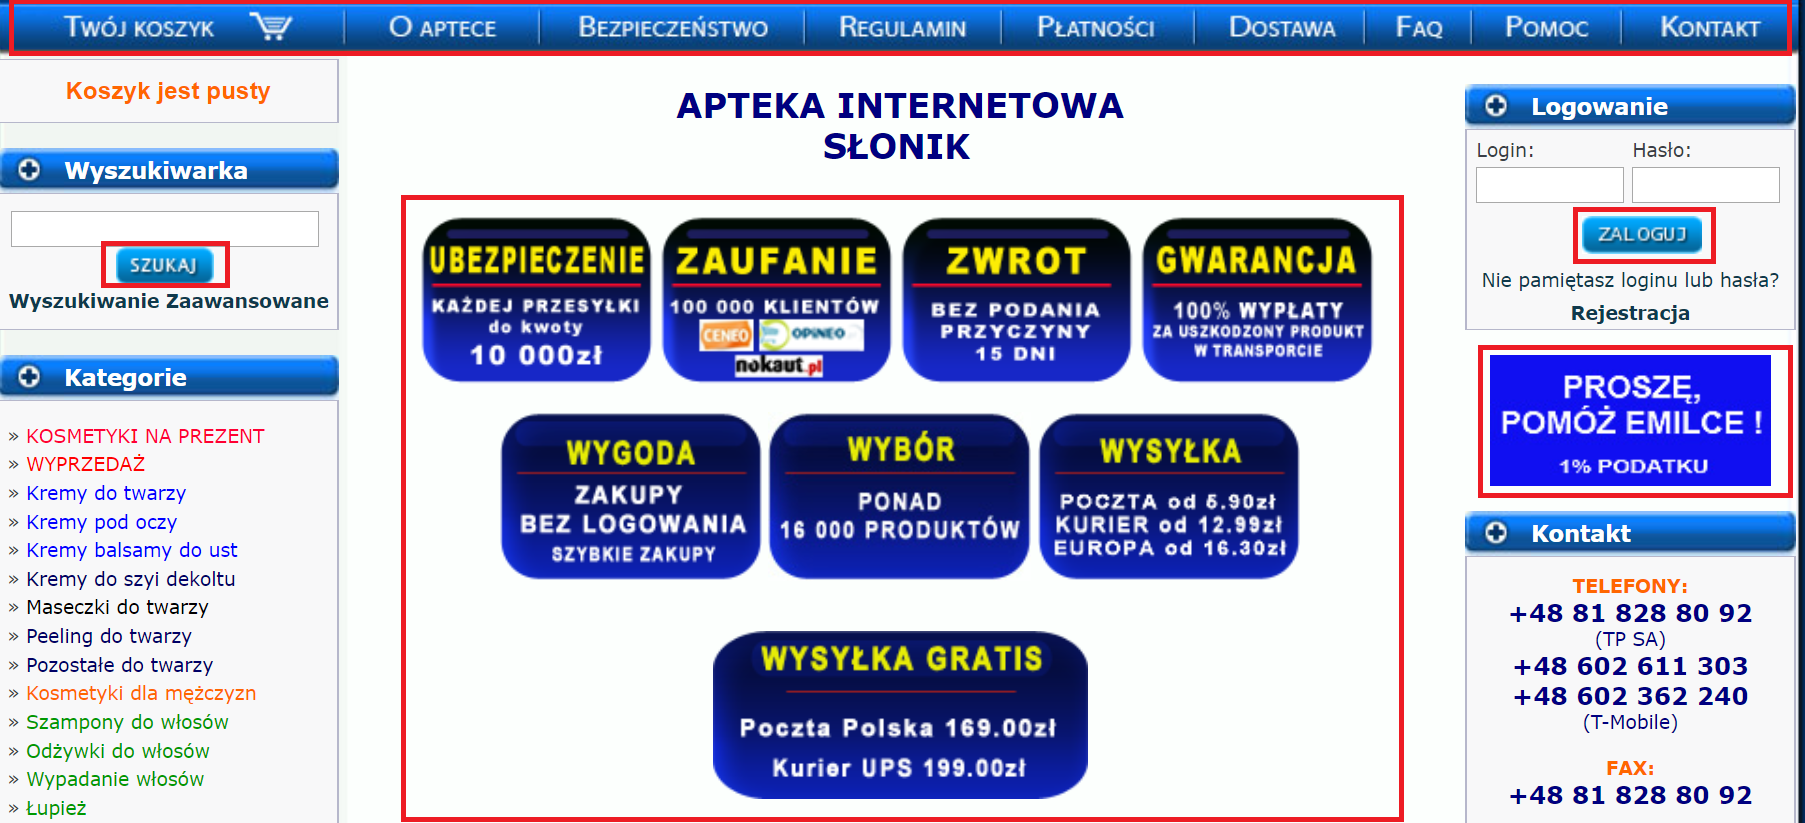 TWÓJ KOSZYK O APTECE BEZPIECZEŃSTWO REGULAMIN PŁATNOŚCI DOSTAWA FAQ POMOC KONTAKT
Koszyk jest pusty
Wyszukiwarka
SZUKAJ
Wyszukiwanie Zaawansowane
Kategorie
» KOSMETYKI NA PREZENT
» WYPRZEDAŻ
» Kremy do twarzy
» Kremy pod oczy
» Kremy balsamy do ust
» Kremy do szyi dekoltu
» Maseczki do twarzy
» Peeling do twarzy
» Pozostałe do twarzy
» Kosmetyki dla mężczyzn
» Szampony do włosów
» Odżywki do włosów
» Wypadanie włosów
» Łupież
APTEKA INTERNETOWA
SŁONIK
UBEZPIECZENIE
KAŻDEJ PRZESYŁKI
do kwoty
10 000zł
ZAUFANIE
100 000 KLIENTÓW
CENEO OPINEO
nokaut.pl
ZWROT
BEZ PODANIA
PRZYCZYNY
15 DNI
GWARANCJA
100% WYPŁATY
ZA USZKODZONY PRODUKT
W TRANSPORCIE
WYGODA
ZAKUPY
BEZ LOGOWANIA
SZYBKIE ZAKUPY
WYBÓR
PONAD
16 000 PRODUKTÓW
WYSYŁKA
POCZTA od 5.90zł
KURIER od 12.99zł
EUROPA od 16.30zł
WYSYŁKA GRATIS
Poczta Polska 169.00zł
Kurier UPS 199.00zł
Logowanie
Login: Hasło:
ZALOGUJ
Nie pamiętasz loginu lub hasła?
Rejestracja
PROSZĘ,
POMÓŻ EMILCE !
1% PODATKU
Kontakt
TELEFONY:
+48 81 828 80 92
(TP SA)
+48 602 611 303
+48 602 362 240
(T-Mobile)
FAX:
+48 81 828 80 92